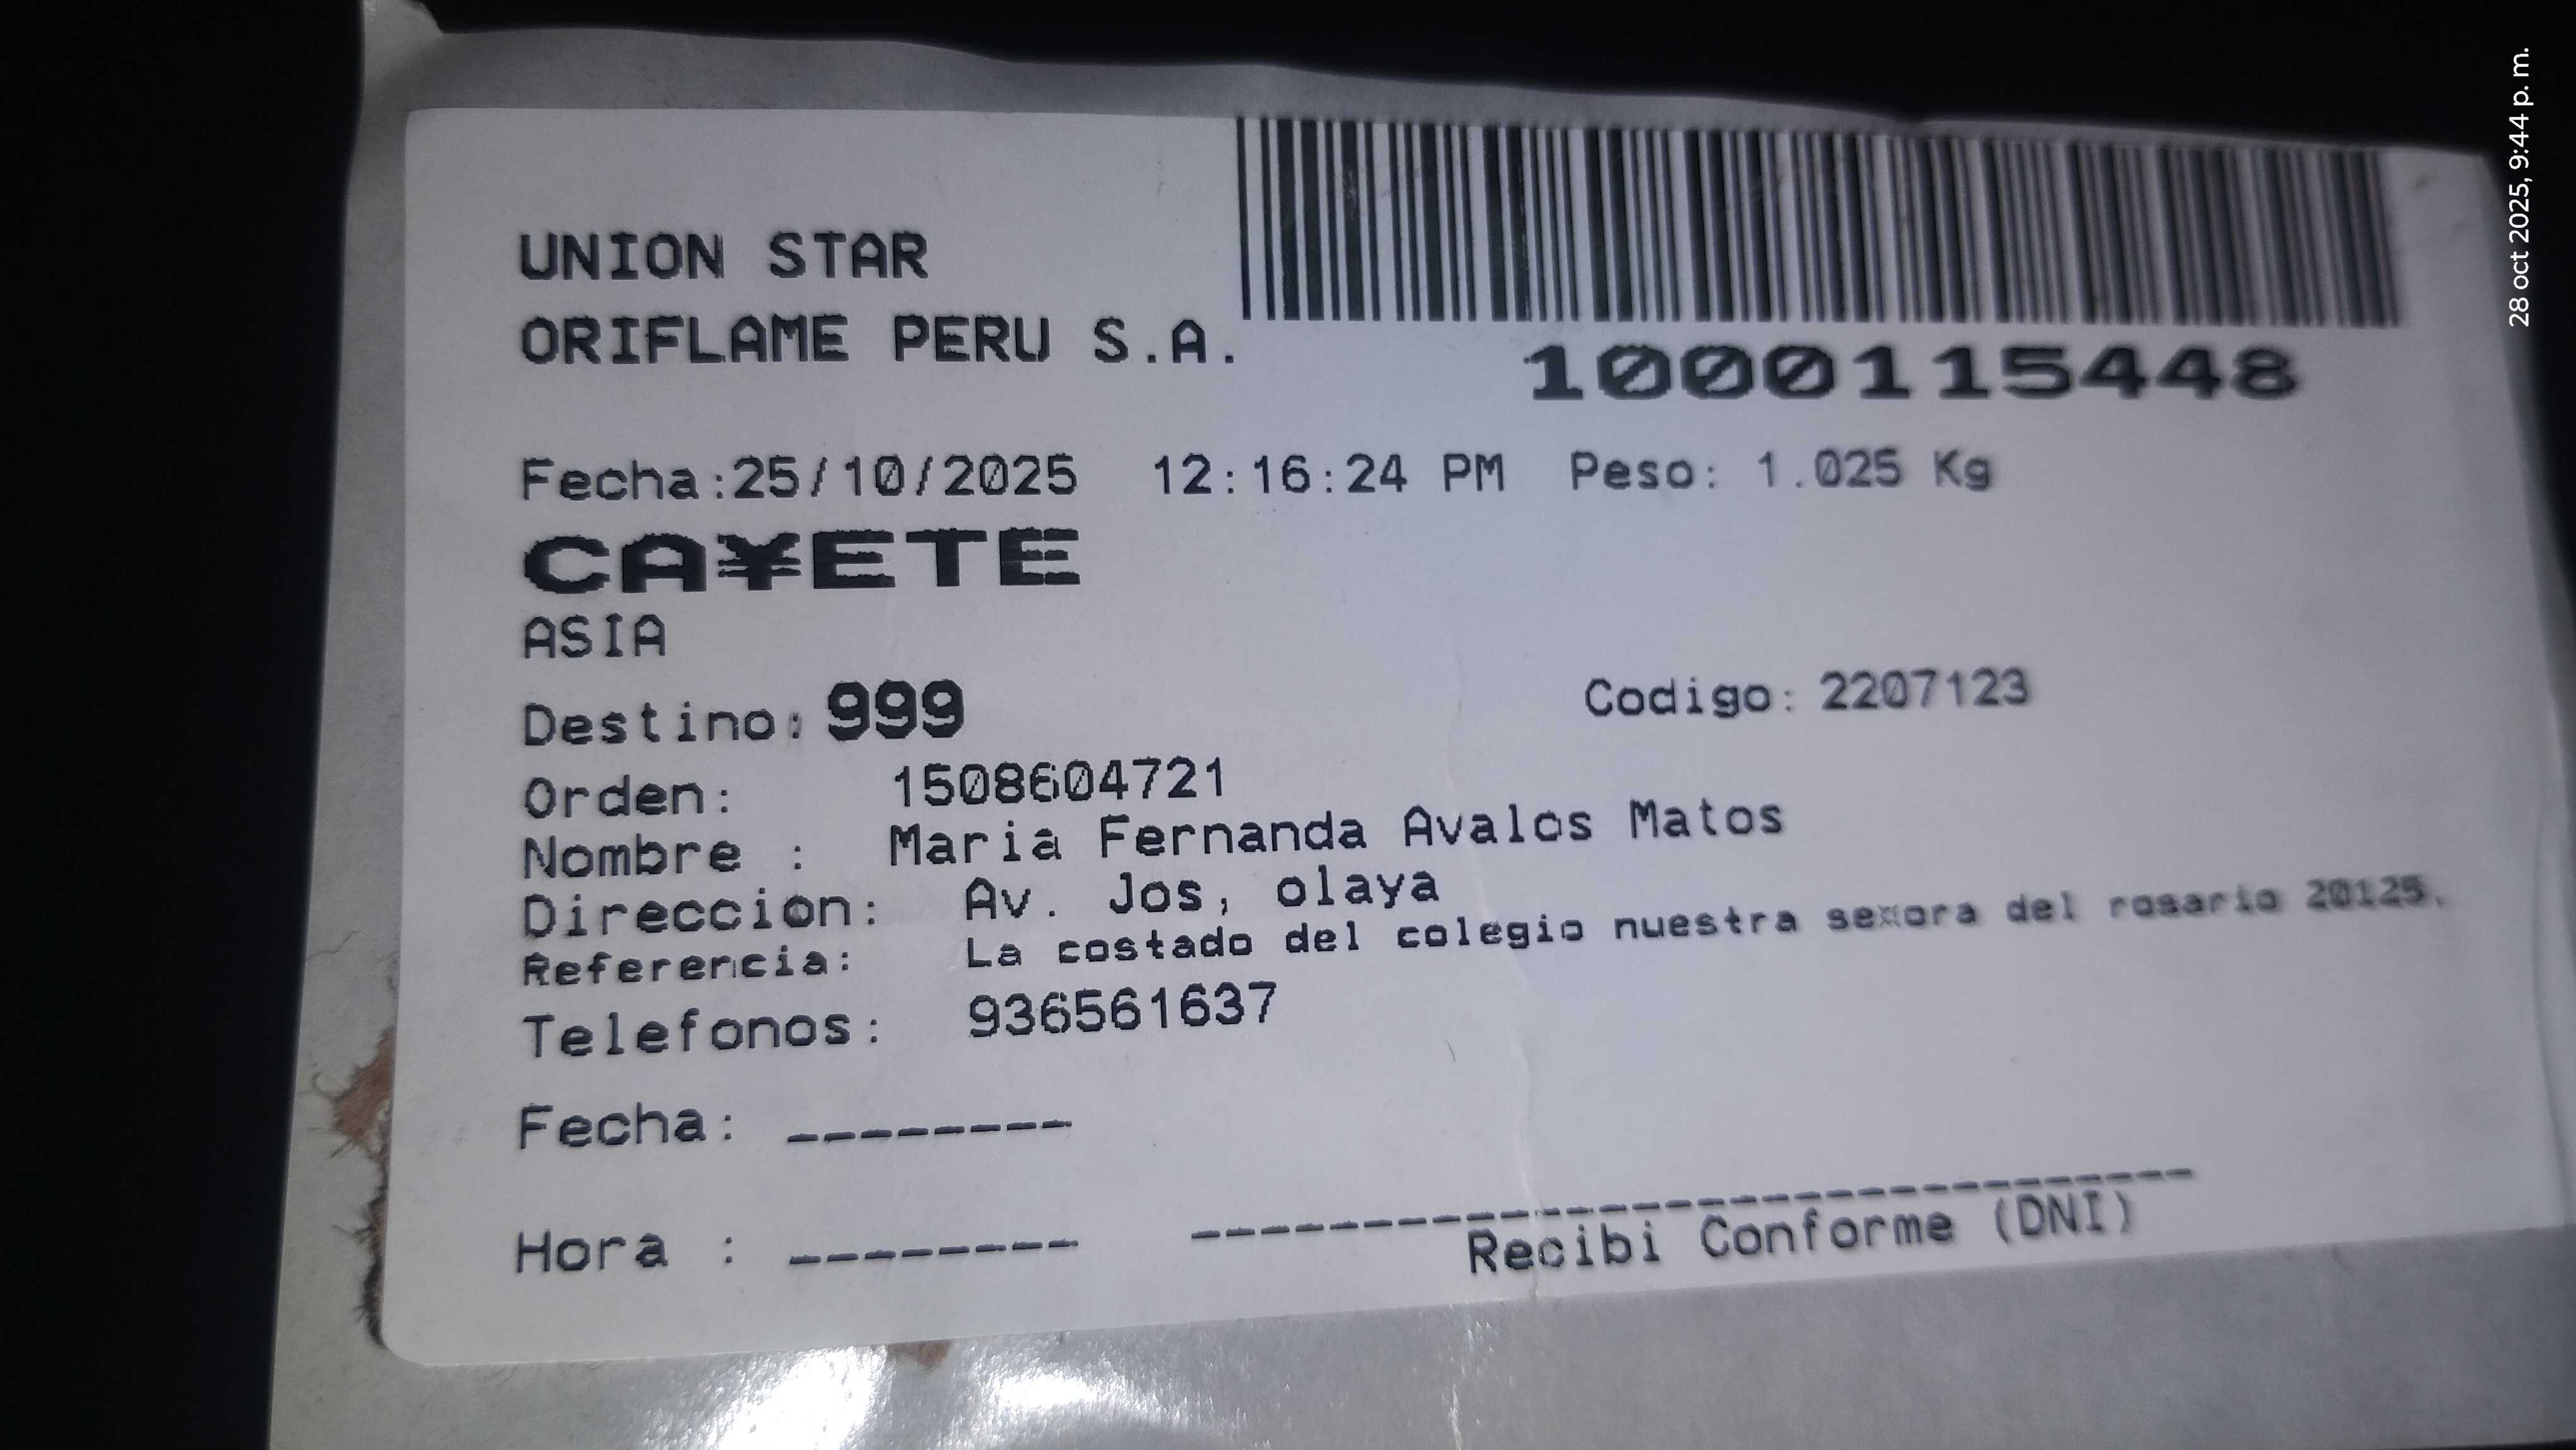 UNION STAR
ORIFLAME PERU S.A.
1000115448
Fecha:25/10/2025 12:16:24 PM Peso: 1.025 Kg
CA¥ETE
ASIA
Destino: 999 Codigo: 2207123
Orden: 1508604721
Nombre : Maria Fernanda Avalos Matos
Direccion: Av. Jos, olaya
Referencia: La costado del colegio nuestra se¤ora del rosario 20125.
Telefonos: 936561637
Fecha: --------
Hora : --------
Recibi Conforme (DNI)
28 oct 2025, 9:44 p. m.